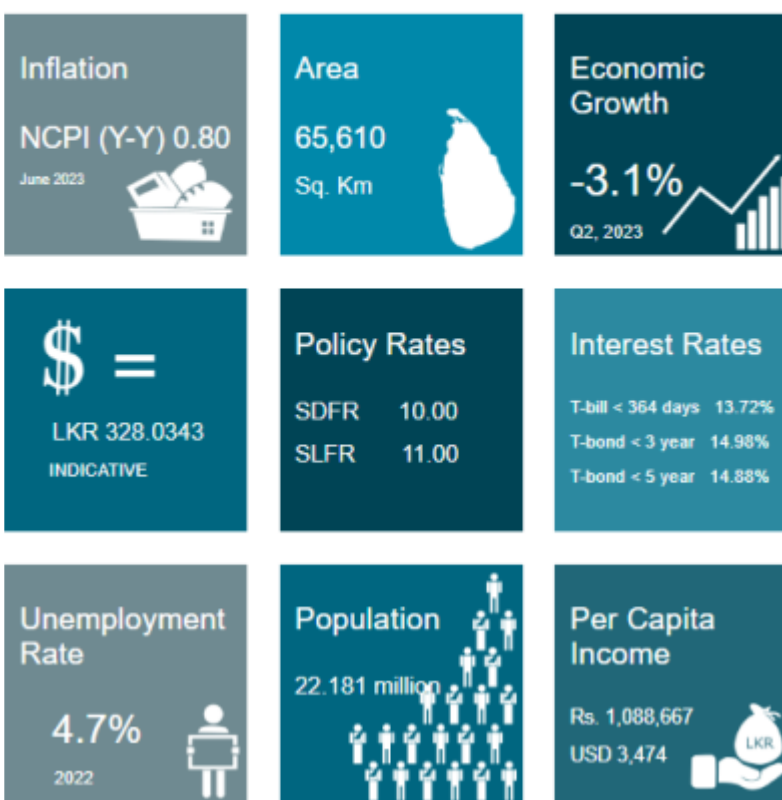 Inflation
NCPI (Y-Y) 0.80
June 2023
Area
65,610
Sq. Km
Economic
Growth
-3.1%
Q2, 2023
$ =
LKR 328.0343
INDICATIVE
Policy Rates
SDFR 10.00
SLFR 11.00
Interest Rates
T-bill < 364 days 13.72%
T-bond < 3 year 14.98%
T-bond < 5 year 14.88%
Unemployment
Rate
4.7%
2022
Population
22.181 million
Per Capita
Income
Rs. 1,088,667
USD 3,474
LKR